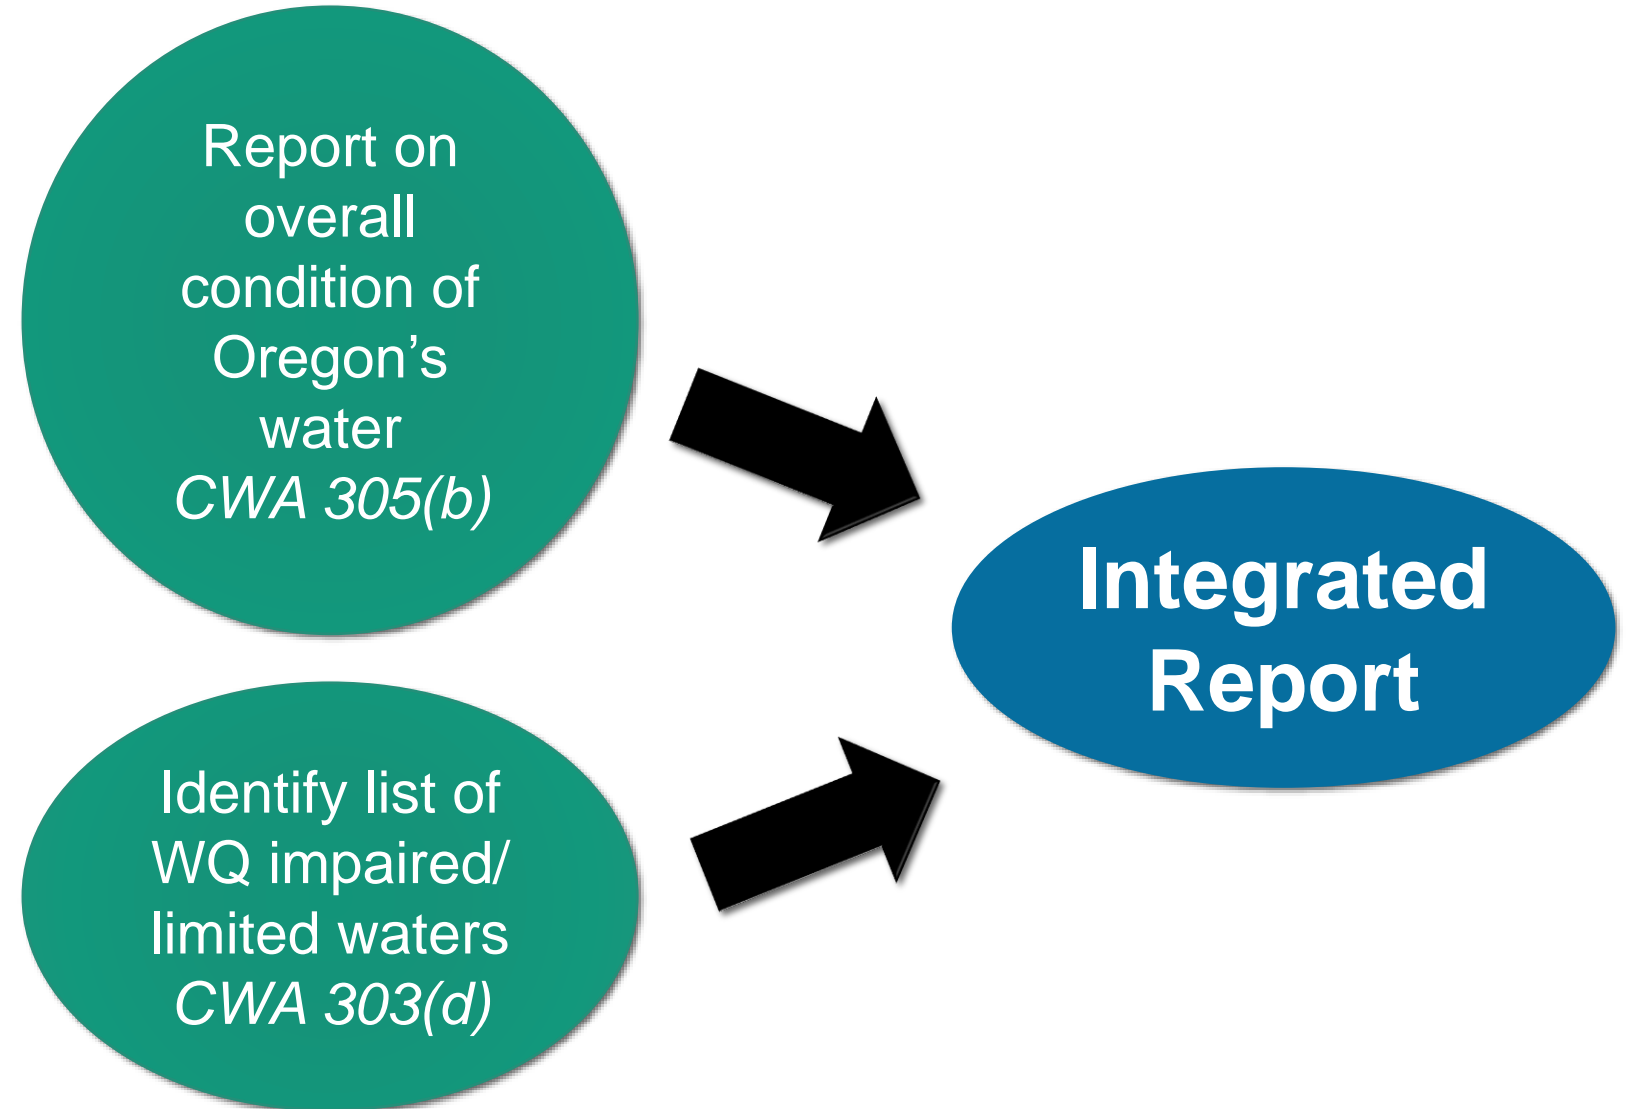 Report on
overall
condition of
Oregon’s
water
CWA 305(b)
Identify list of
WQ impaired/
limited waters
CWA 303(d)
Integrated
Report